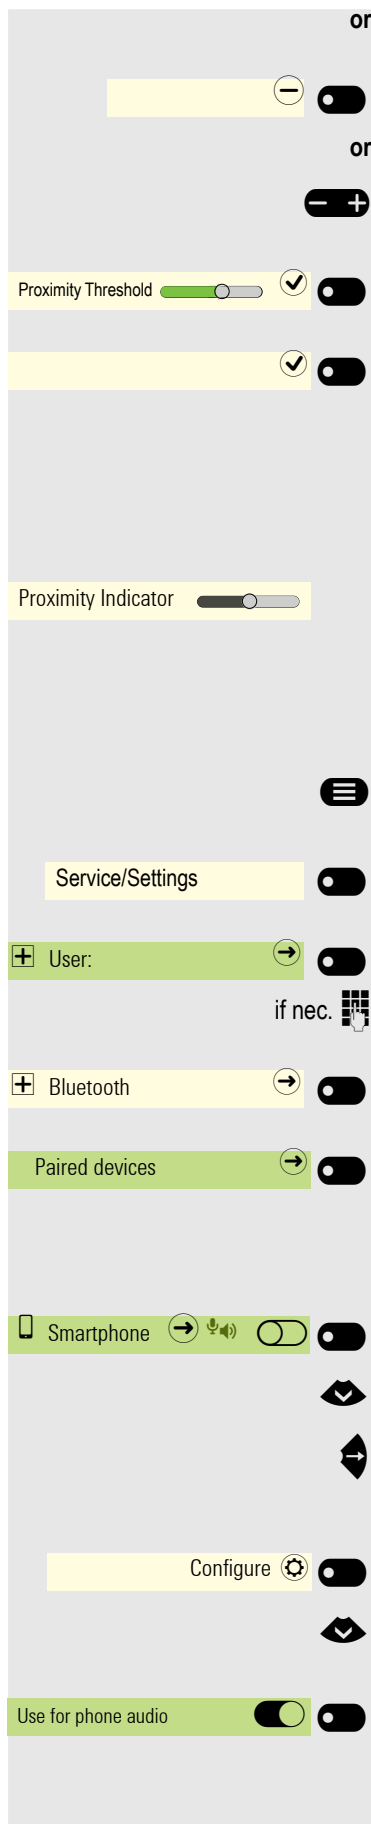 or
or
Proximity Threshold
Proximity Indicator
Service/Settings
User:
if nec.
Bluetooth
Paired devices
Smartphone
Configure
Use for phone audio